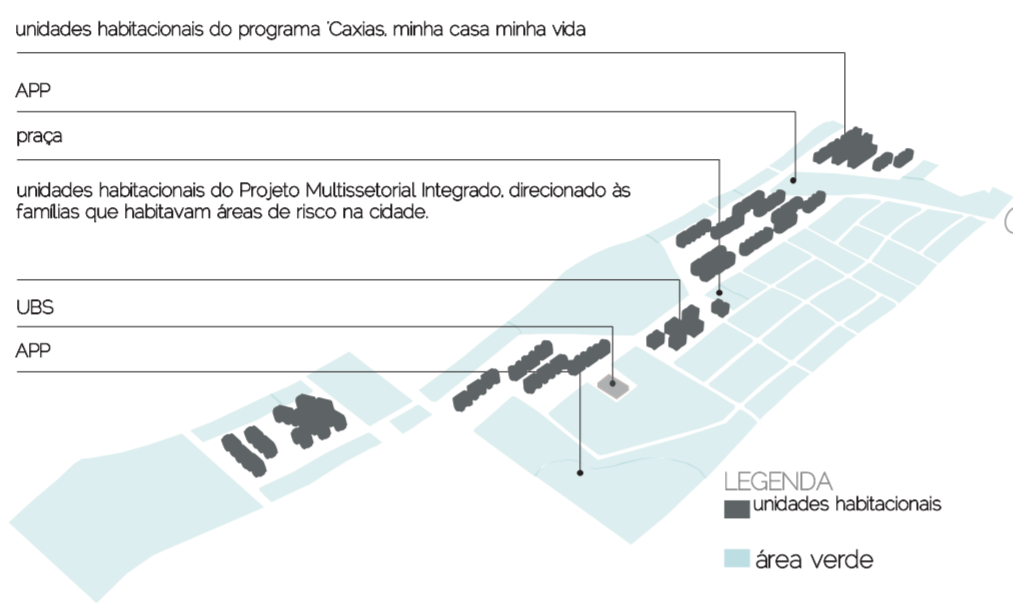 unidades habitacionais do programa 'Caxias, minha casa minha vida
APP
praça
unidades habitacionais do Projeto Multissetorial Integrado, direcionado às
famílias que habitavam áreas de risco na cidade.
UBS
APP
LEGENDA
unidades habitacionais
área verde